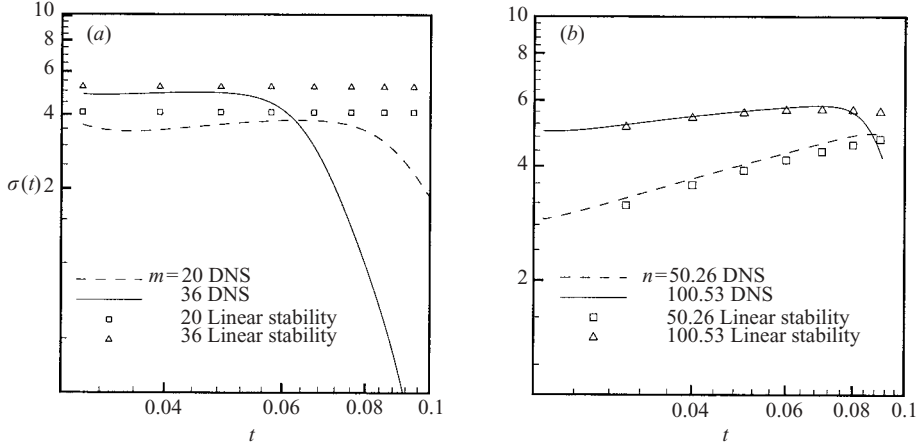 10
(a)
8
6
4
σ(t)
2
m=20 DNS
36 DNS
20 Linear stability
36 Linear stability
0.04
0.06
0.08
0.1
t
10
(b)
6
4
2
n=50.26 DNS
100.53 DNS
50.26 Linear stability
100.53 Linear stability
0.04
0.06
0.08
0.1
t